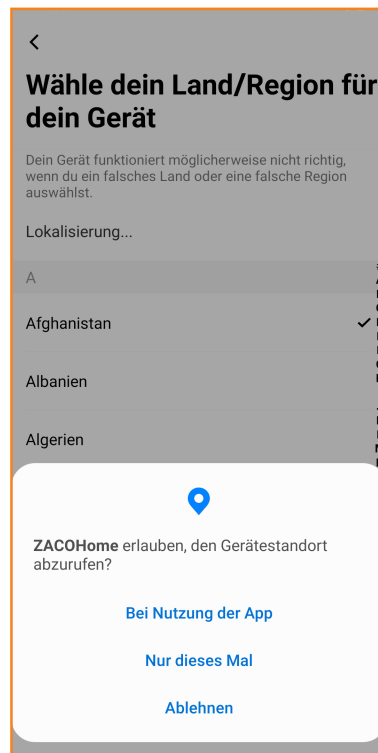 Wähle dein Land/Region für
dein Gerät
Dein Gerät funktioniert möglicherweise nicht richtig,
wenn du ein falsches Land oder eine falsche Region
auswählst.
Lokalisierung...
A
Afghanistan
Albanien
Algerien
ZACOHome erlauben, den Gerätestandort
abzurufen?
Bei Nutzung der App
Nur dieses Mal
Ablehnen